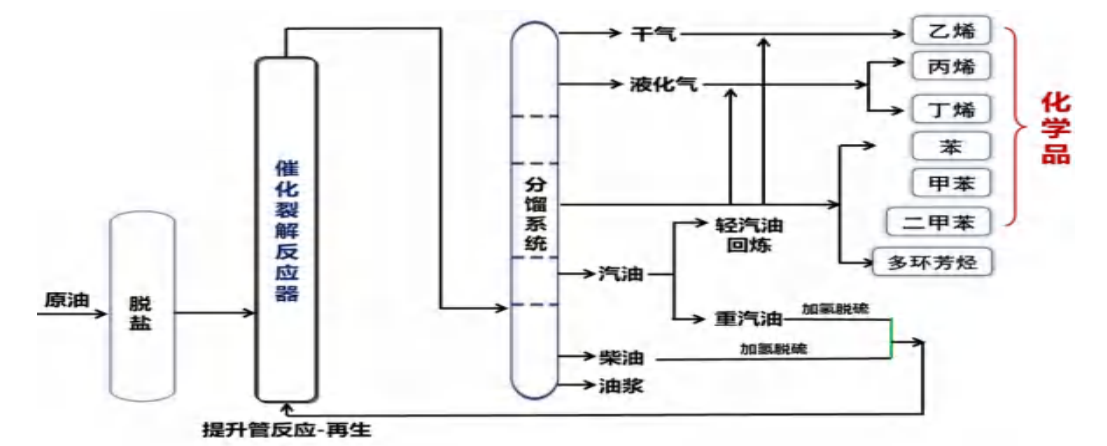 原油
脱盐
催化裂解反应器
提升管反应-再生
分馏系统
干气
液化气
汽油
轻汽油
回炼
重汽油
加氢脱硫
柴油
加氢脱硫
油浆
乙烯
丙烯
丁烯
苯
甲苯
二甲苯
多环芳烃
化学品